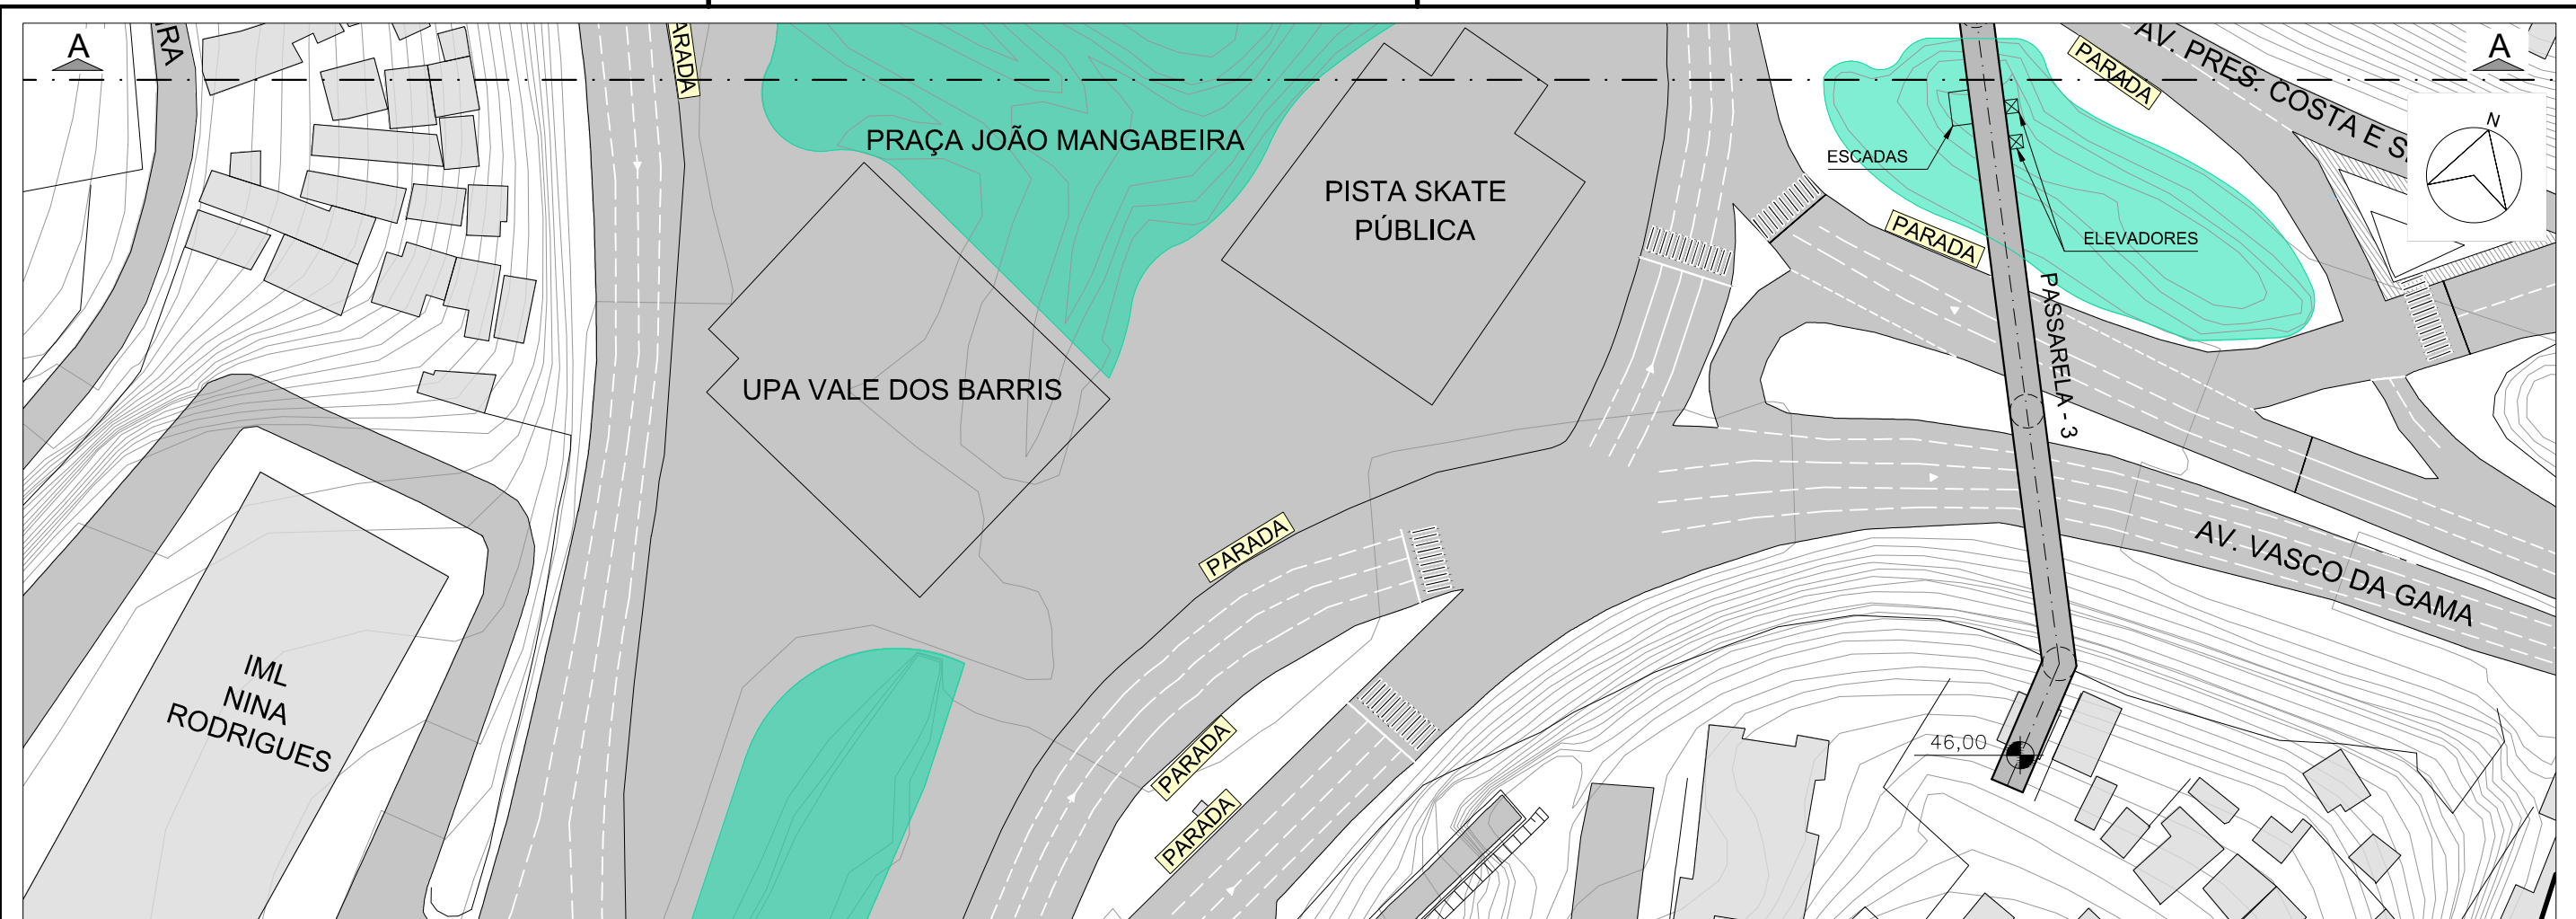 A
PARADA
AV. PRES. COSTA E S
PARADA
A
N
PRAÇA JOÃO MANGABEIRA
ESCADAS
PISTA SKATE
PÚBLICA
PARADA
ELEVADORES
PASSARELA - 3
UPA VALE DOS BARRIS
PARADA
AV. VASCO DA GAMA
IML
NINA
RODRIGUES
PARADA
46,00
PARADA